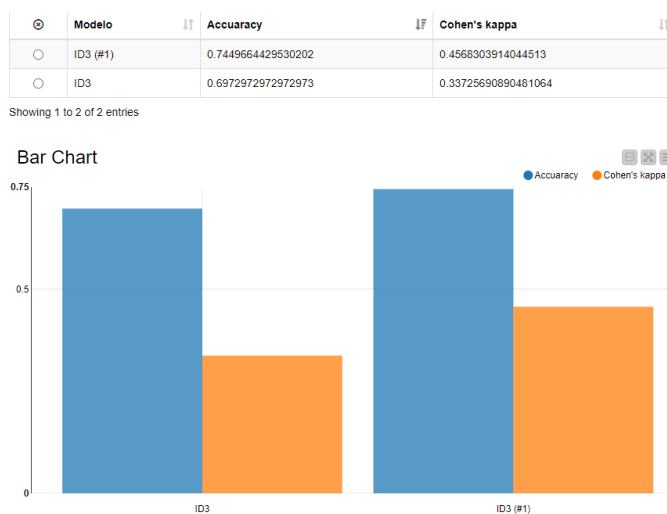 Modelo Accuaracy Cohen's kappa
ID3 (#1) 0.7449664429530202 0.4568303914044513
ID3 0.6972972972972973 0.33725690890481064
Showing 1 to 2 of 2 entries
Bar Chart
Accuaracy Cohen's kappa
0.75
0.5
0
ID3 ID3 (#1)